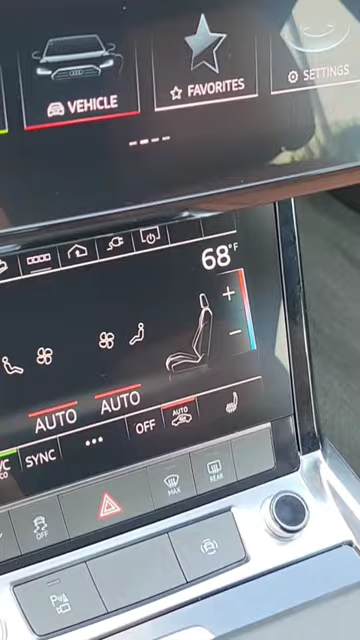 VEHICLE
FAVORITES
SETTINGS
68°F
+
−
AUTO
AUTO
SYNC
•••
OFF
AUTO
MAX
REAR
OFF